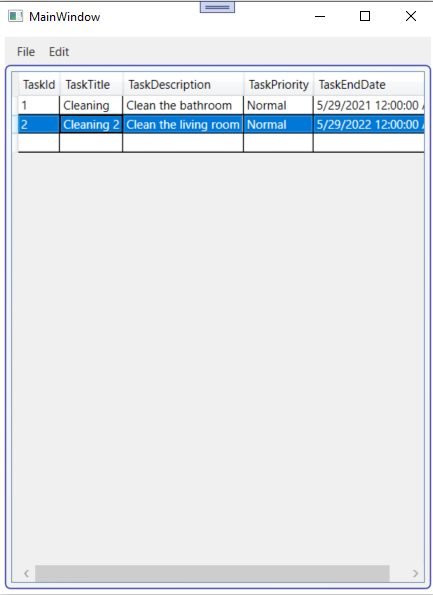 MainWindow
File Edit
TaskId TaskTitle TaskDescription TaskPriority TaskEndDate
1 Cleaning Clean the bathroom Normal 5/29/2021 12:00:00
2 Cleaning 2 Clean the living room Normal 5/29/2022 12:00:00